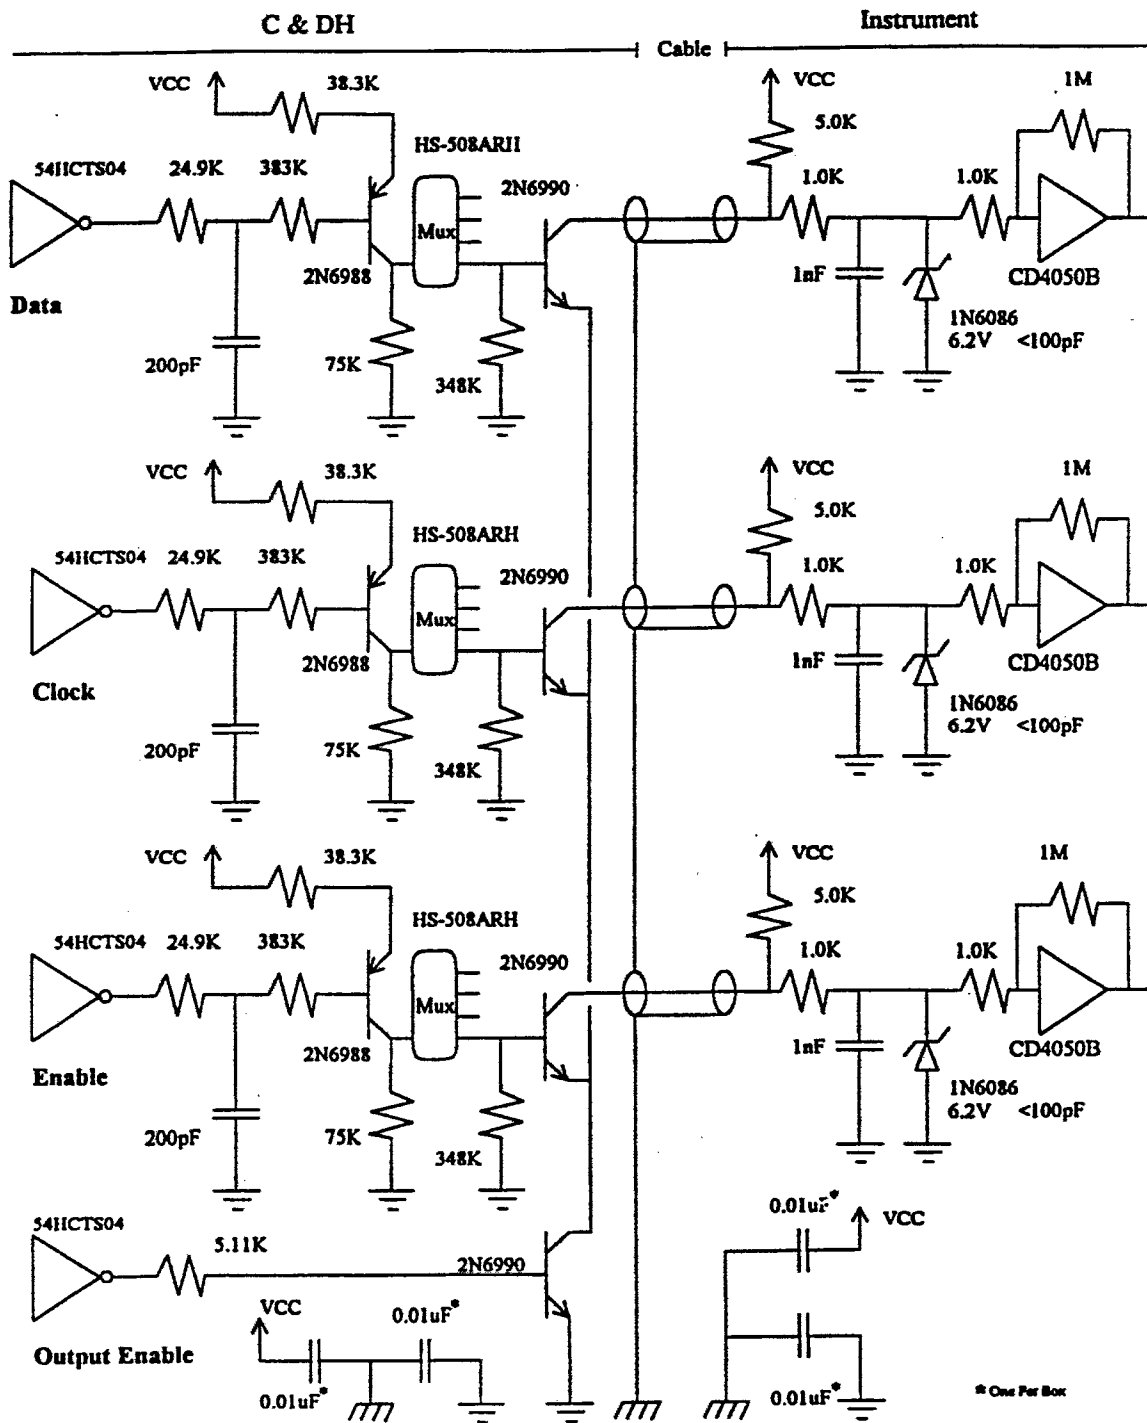 C & DH
Cable
Instrument
VCC
38.3K
HS-508ARH
54HCTS04
24.9K
383K
2N6990
VCC
5.0K
1.0K
1.0K
1M
Mux
2N6988
1nF
CD4050B
Data
200pF
75K
348K
1N6086
6.2V <100pF
VCC
38.3K
HS-508ARH
54HCTS04
24.9K
383K
2N6990
VCC
5.0K
1.0K
1.0K
1M
Mux
2N6988
1nF
CD4050B
Clock
200pF
75K
348K
1N6086
6.2V <100pF
VCC
38.3K
HS-508ARH
54HCTS04
24.9K
383K
2N6990
VCC
5.0K
1.0K
1.0K
1M
Mux
2N6988
1nF
CD4050B
Enable
200pF
75K
348K
1N6086
6.2V <100pF
54HCTS04
5.11K
2N6990
Output Enable
VCC
0.01uF*
0.01uF*
0.01uF*
VCC
0.01uF*
* One Per Box